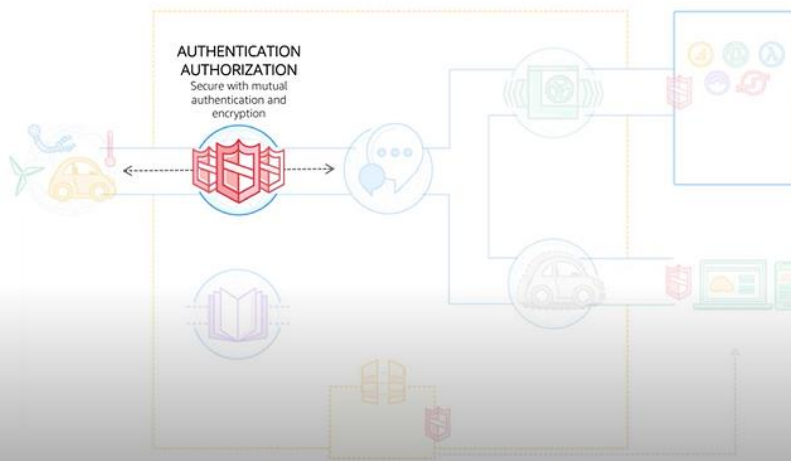 AUTHENTICATION
AUTHORIZATION
Secure with mutual
authentication and
encryption